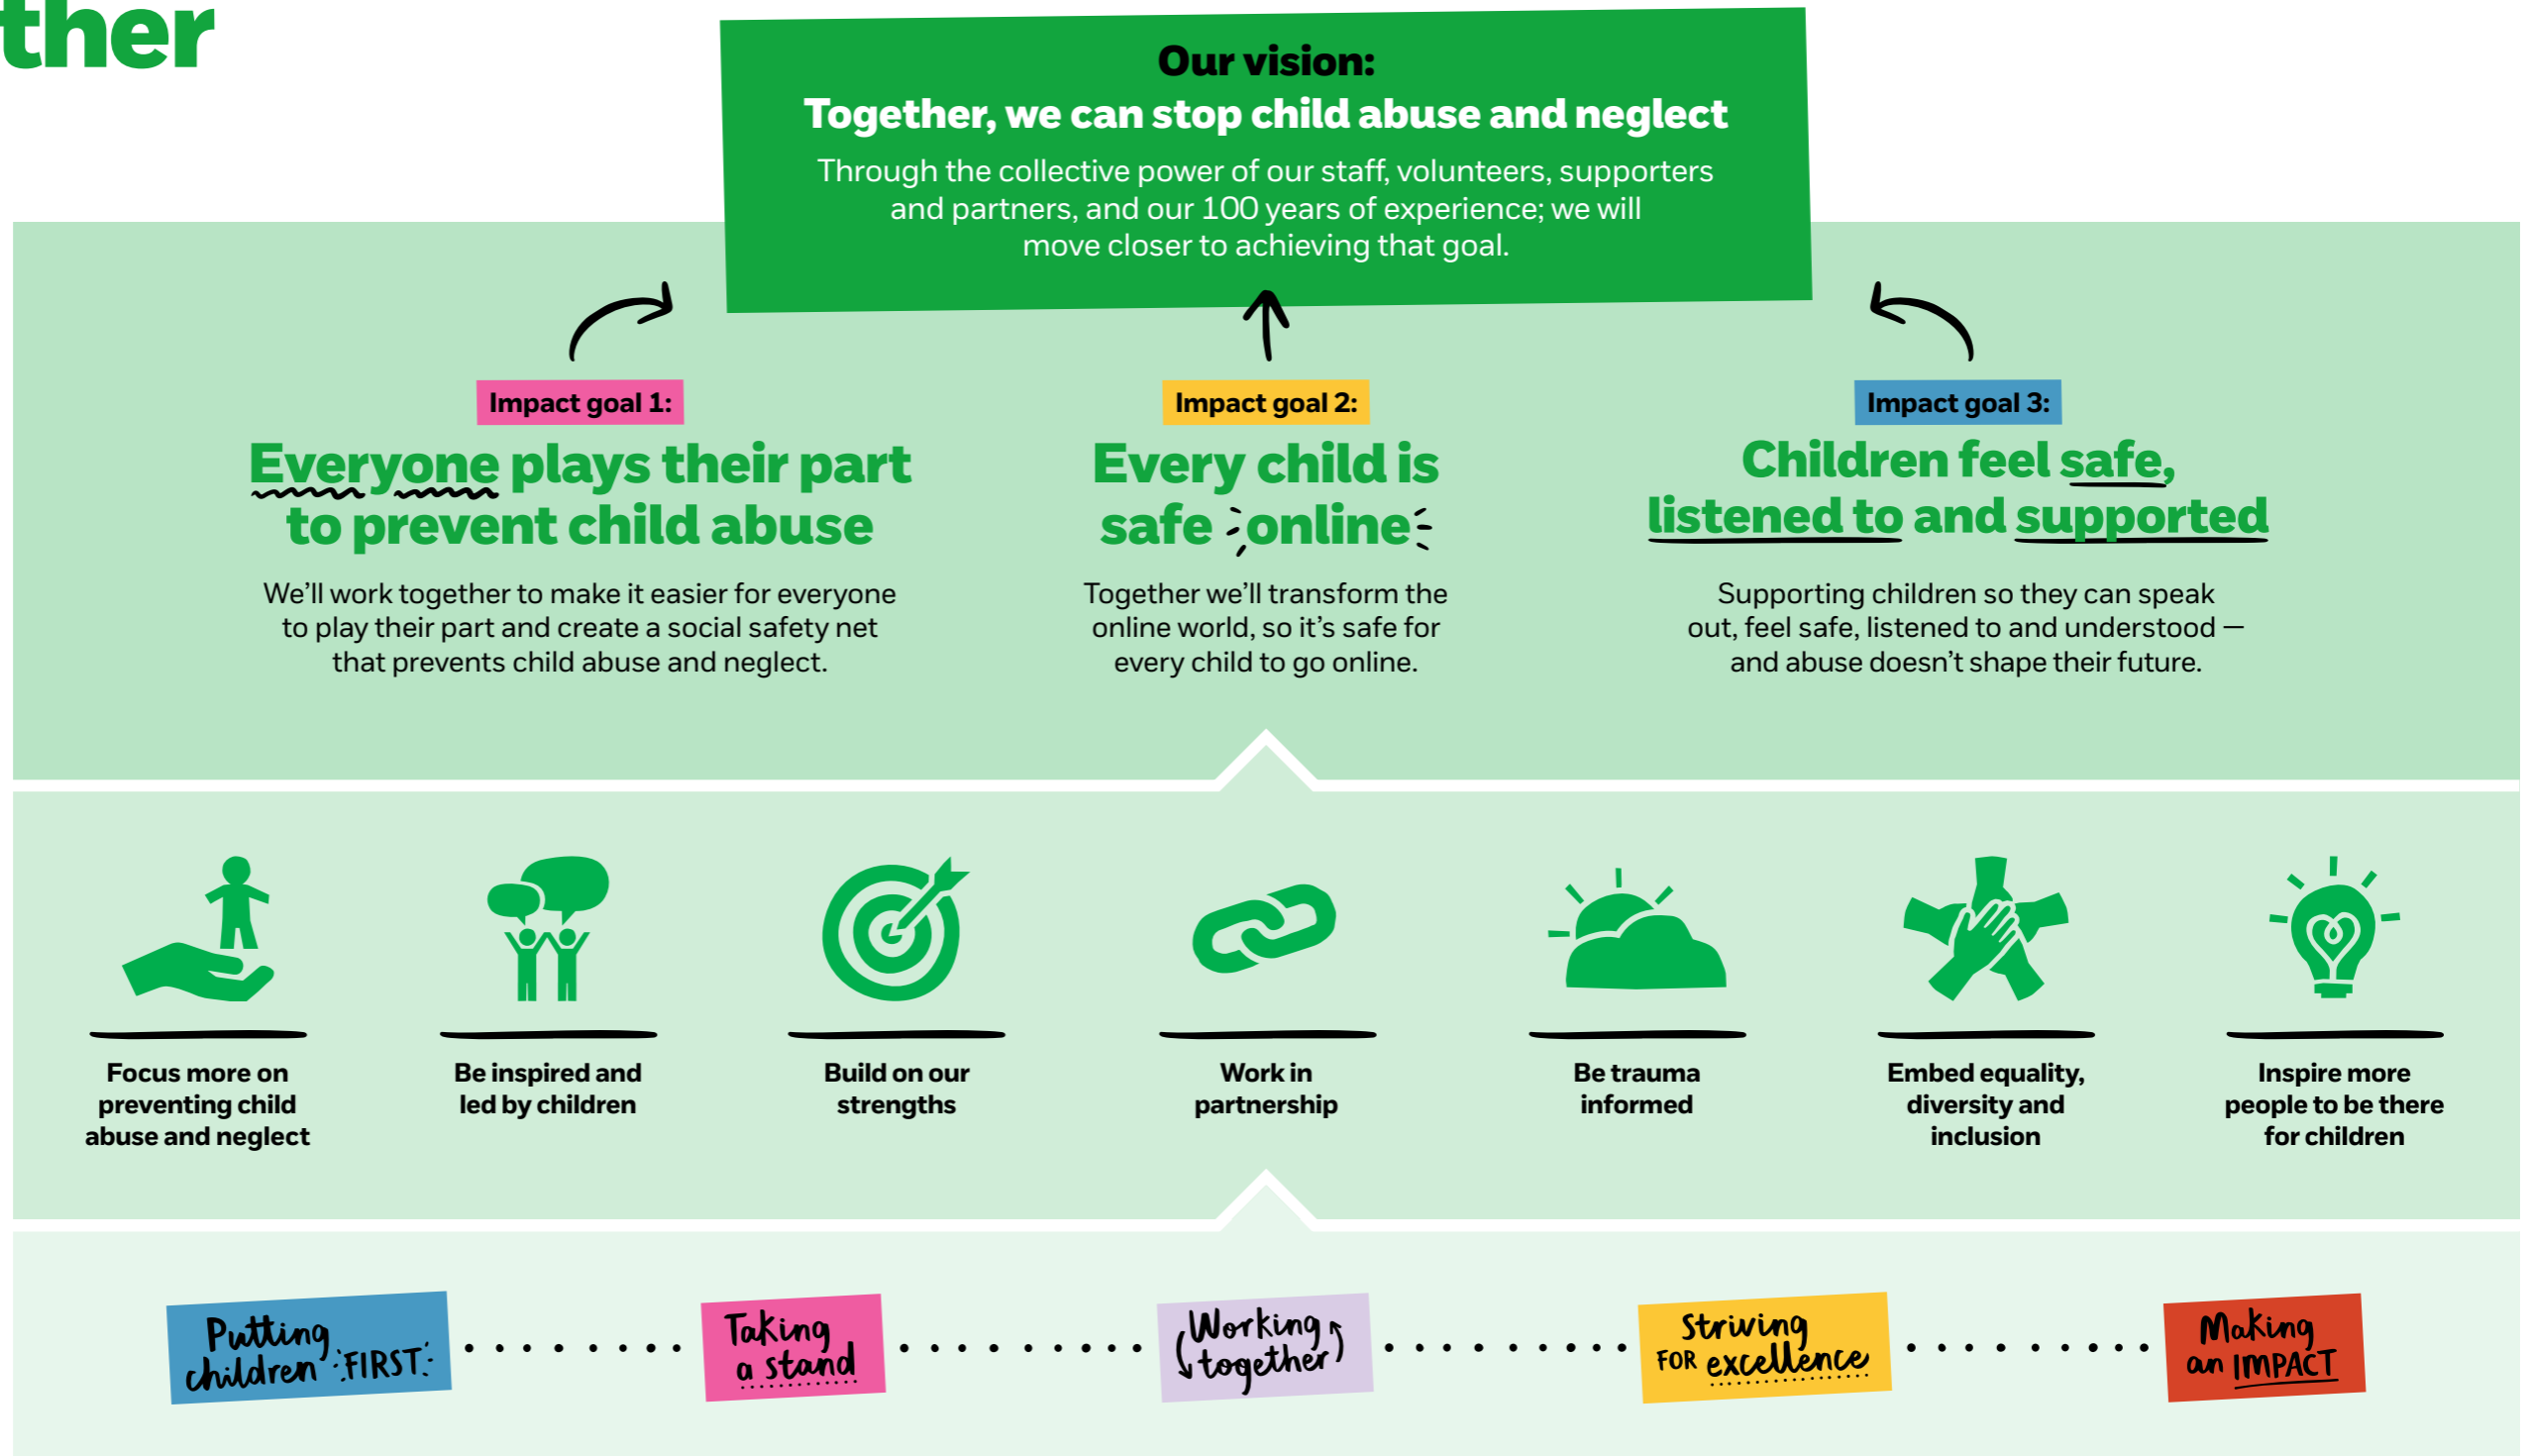 ther
Our vision:
Together, we can stop child abuse and neglect
Through the collective power of our staff, volunteers, supporters
and partners, and our 100 years of experience; we will
move closer to achieving that goal.
Impact goal 1:
Everyone plays their part
to prevent child abuse
We’ll work together to make it easier for everyone
to play their part and create a social safety net
that prevents child abuse and neglect.
Impact goal 2:
Every child is
safe online
Together we’ll transform the
online world, so it’s safe for
every child to go online.
Impact goal 3:
Children feel safe,
listened to and supported
Supporting children so they can speak
out, feel safe, listened to and understood —
and abuse doesn’t shape their future.
Focus more on
preventing child
abuse and neglect
Be inspired and
led by children
Build on our
strengths
Work in
partnership
Be trauma
informed
Embed equality,
diversity and
inclusion
Inspire more
people to be there
for children
Putting
children FIRST
Taking
a stand
Working
together
Striving
FOR excellence
Making
an IMPACT